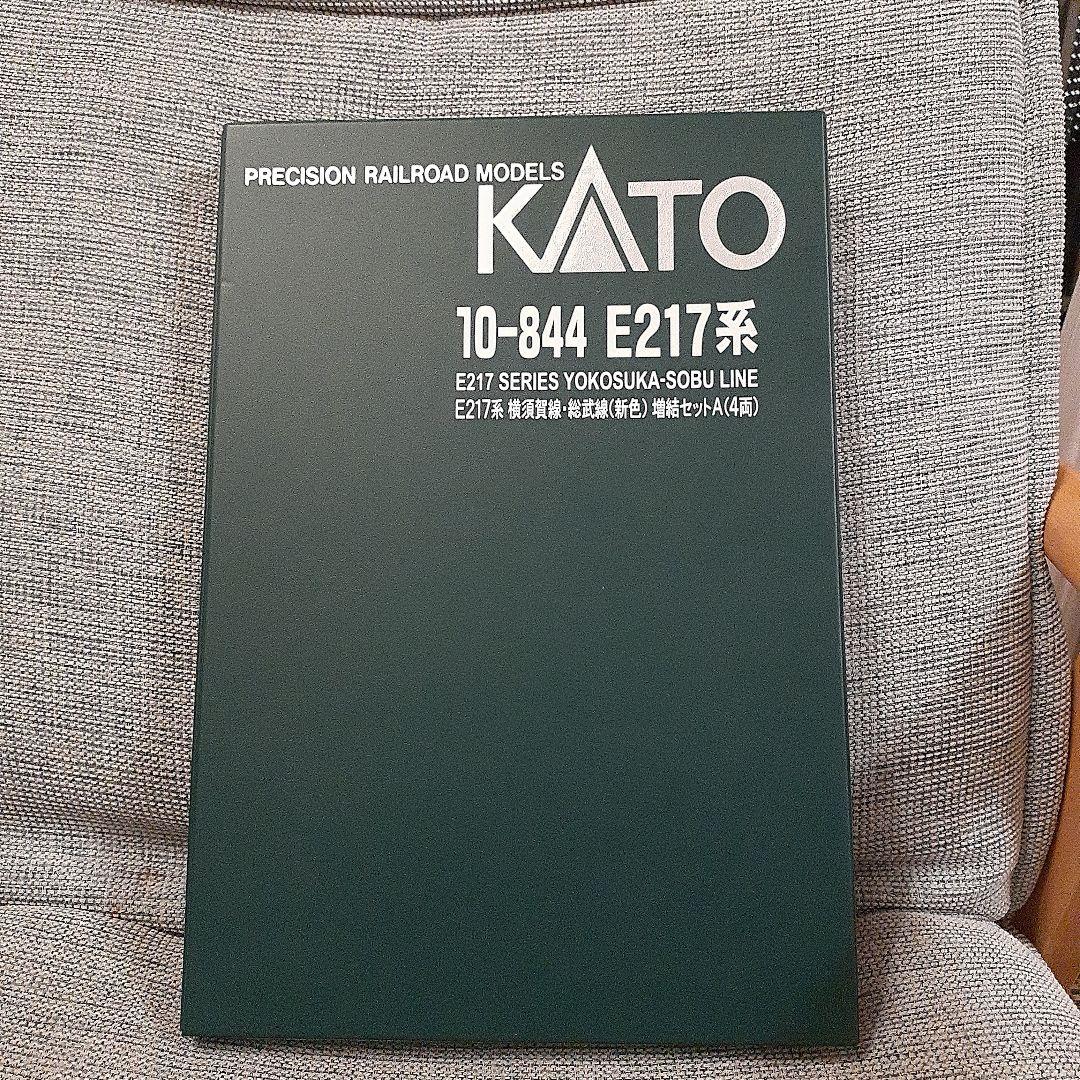 PRECISION RAILROAD MODELS
KATO
10-844 E217系
E217 SERIES YOKOSUKA-SOBU LINE
E217系 横須賀線・総武線(新色) 増結セットA(4両)